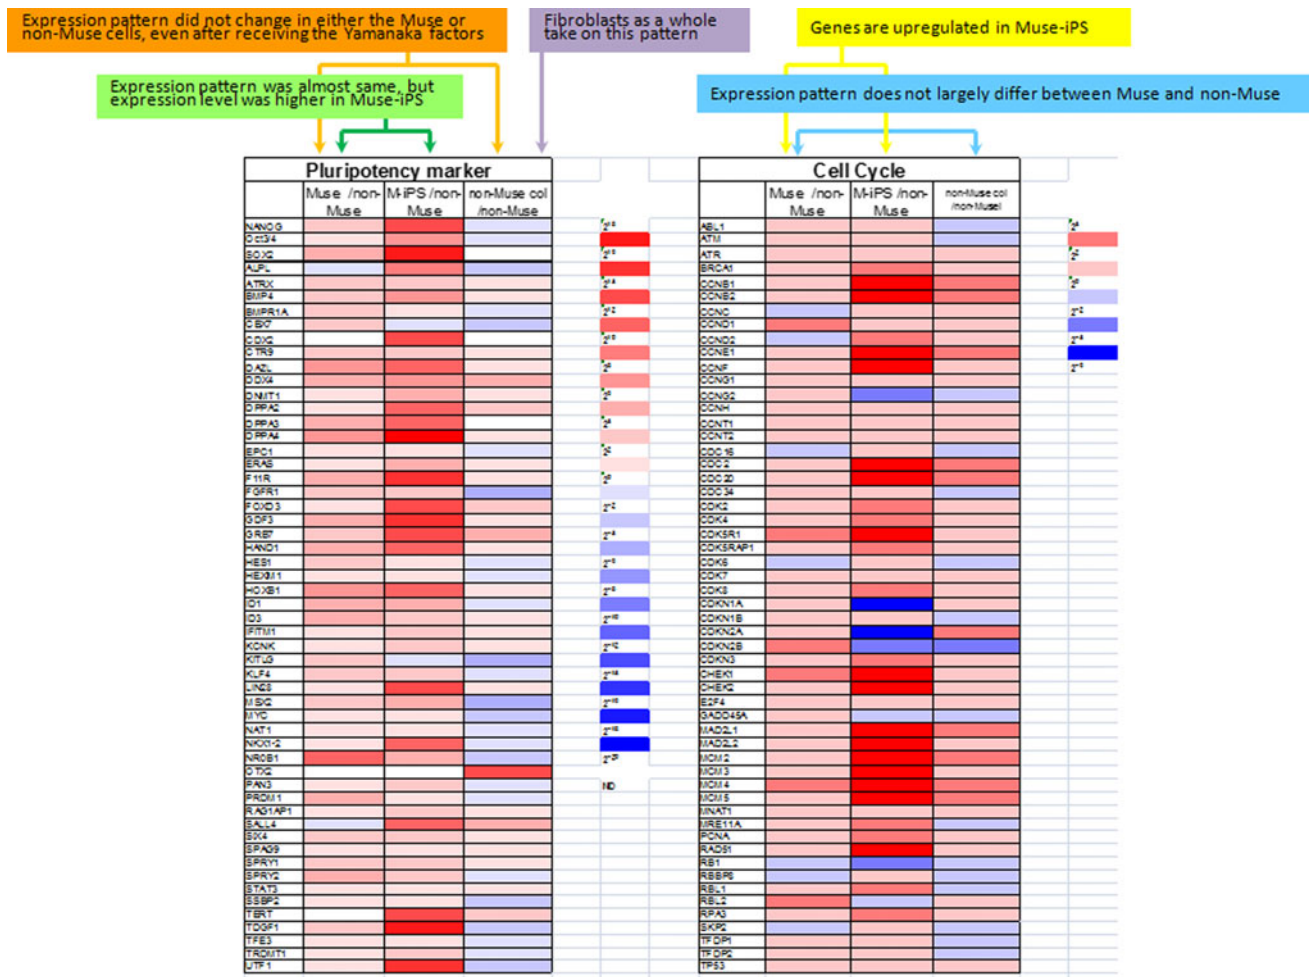 Expression pattern did not change in either the Muse or
non-Muse cells, even after receiving the Yamanaka factors
Fibroblasts as a whole
take on this pattern
Genes are upregulated in Muse-iPS
Expression pattern was almost same, but
expression level was higher in Muse-iPS
Expression pattern does not largely differ between Muse and non-Muse
Pluripotency marker
Muse /non-
Muse
M-iPS /non-
Muse
non-Muse col
/non-Muse
NANOG
Oct3/4
SOX2
ALPL
ATRX
BMP4
BMPR1A
CBX7
CDX2
CTR9
DAZL
DDX4
DNMT1
DPPA2
DPPA3
DPPA4
EPC1
ERAS
F11R
FGFR1
FOXD3
GDF3
GRB7
HAND1
HES1
HEXIM1
HOXB1
ID1
ID3
IFITM1
KCNK
KITLG
KLF4
LIN28
MSX2
MYC
NAT1
NKX1-2
NR0B1
OTX2
PAN3
PRDM1
RAG1AP1
SALL4
SIX4
SPAG9
SPRY1
SPRY2
STAT3
SSBP2
TERT
TDGF1
TFE3
TRDMT1
UTF1
ND
Cell Cycle
Muse /non-
Muse
M-iPS /non-
Muse
non-Muse col
/non-Musel
ABL1
ATM
ATR
BRCA1
CCNB1
CCNB2
CCNC
CCND1
CCND2
CCNE1
CCNF
CCNG1
CCNG2
CCNH
CCNT1
CCNT2
CDC16
CDC2
CDC20
CDC34
CDK2
CDK4
CDK5R1
CDK5RAP1
CDK6
CDK7
CDK8
CDKN1A
CDKN1B
CDKN2A
CDKN2B
CDKN3
CHEK1
CHEK2
E2F4
GADD45A
MAD2L1
MAD2L2
MCM2
MCM3
MCM4
MCM5
MNAT1
MRE11A
PCNA
RAD51
RB1
RBBP8
RBL1
RBL2
RPA3
SKP2
TFDP1
TFDP2
TP53